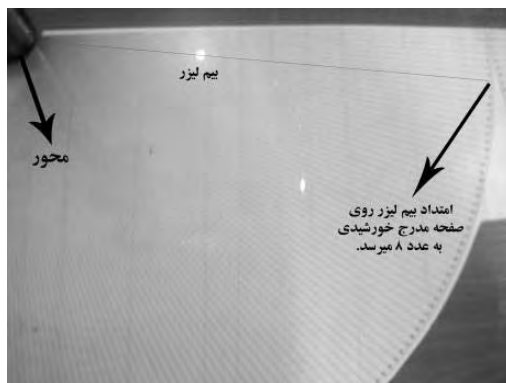 بیم لیزر
محور
امتداد بیم لیزر روی
صفحه مدرج خورشیدی
به عدد ۸ میرسد.